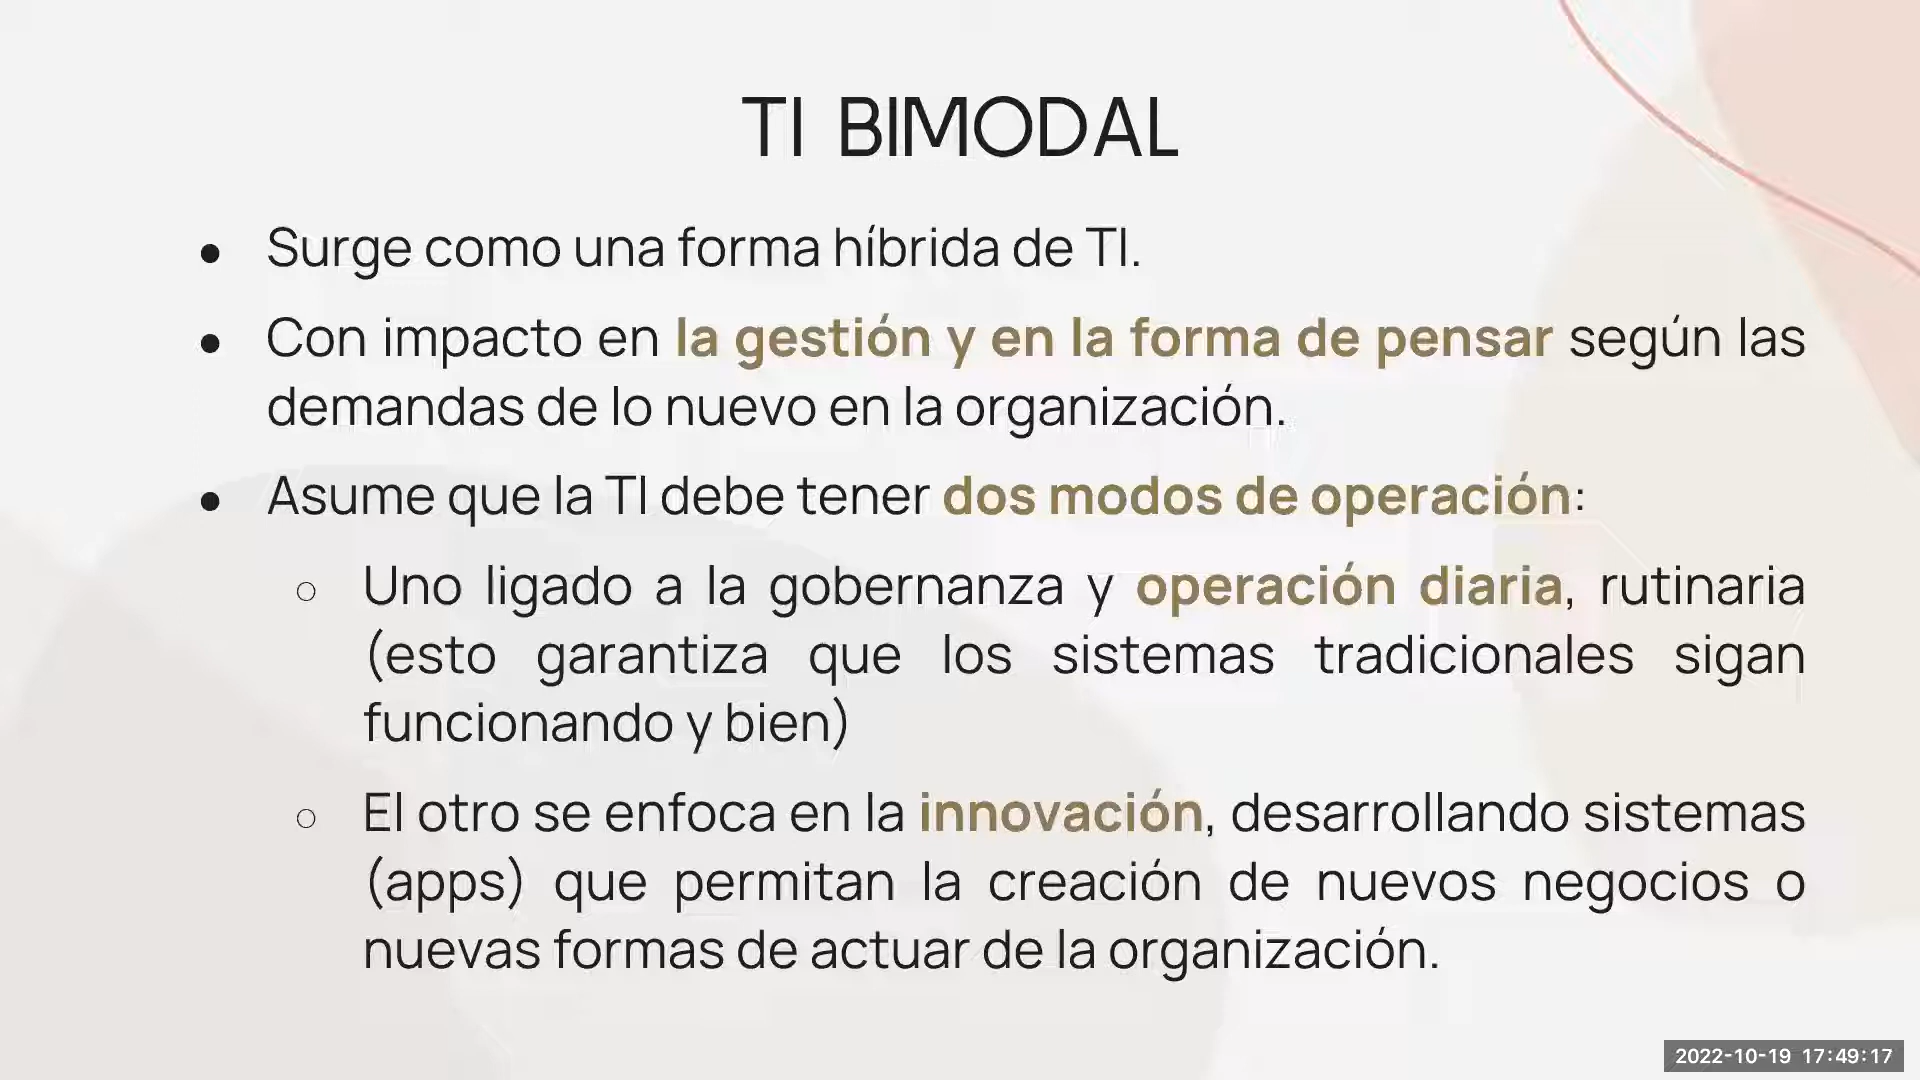 TI BIMODAL
● Surge como una forma híbrida de TI.
● Con impacto en la gestión y en la forma de pensar según las
demandas de lo nuevo en la organización.
● Asume que la TI debe tener dos modos de operación:
○ Uno ligado a la gobernanza y operación diaria, rutinaria
(esto garantiza que los sistemas tradicionales sigan
funcionando y bien)
○ El otro se enfoca en la innovación, desarrollando sistemas
(apps) que permitan la creación de nuevos negocios o
nuevas formas de actuar de la organización.
2022-10-19 17:49:17